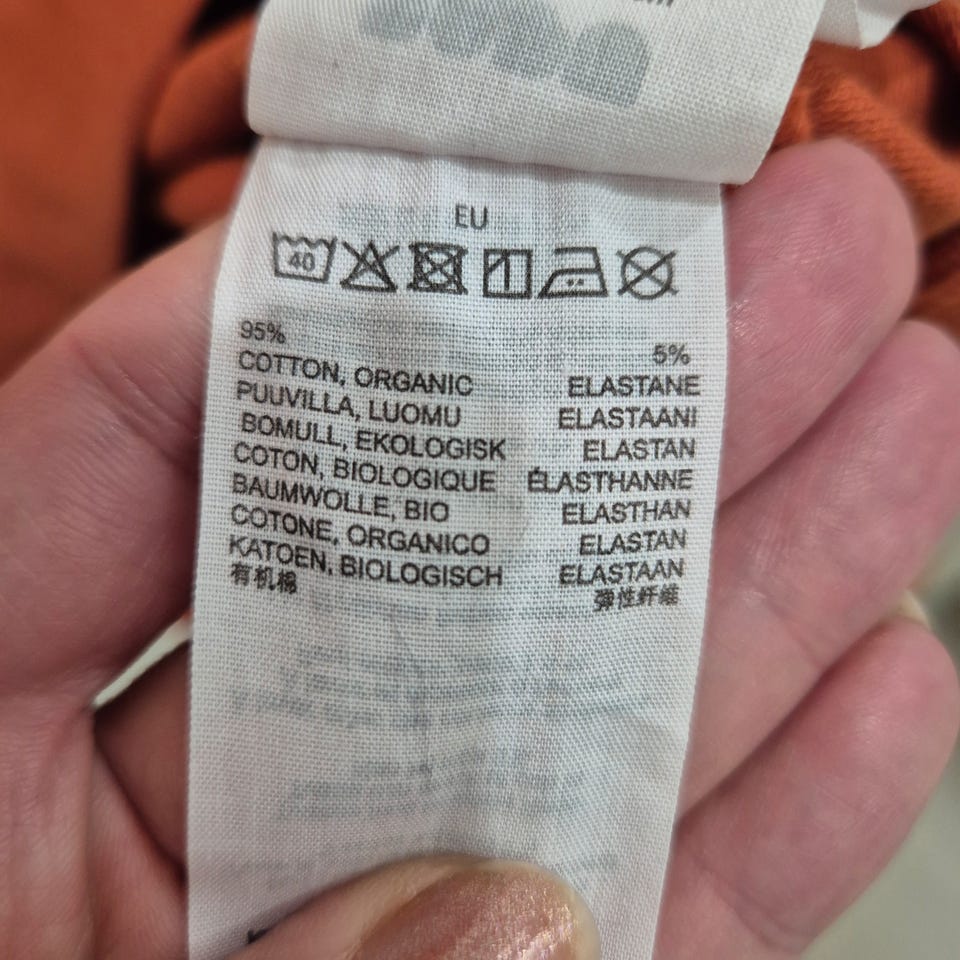 EU
40
95%
COTTON, ORGANIC
PUUVILLA, LUOMU
BOMULL, EKOLOGISK
COTON, BIOLOGIQUE
BAUMWOLLE, BIO
COTONE, ORGANICO
KATOEN, BIOLOGISCH
有机棉
5%
ELASTANE
ELASTAANI
ELASTAN
ÉLASTHANNE
ELASTHAN
ELASTAN
ELASTAAN
弹性纤维